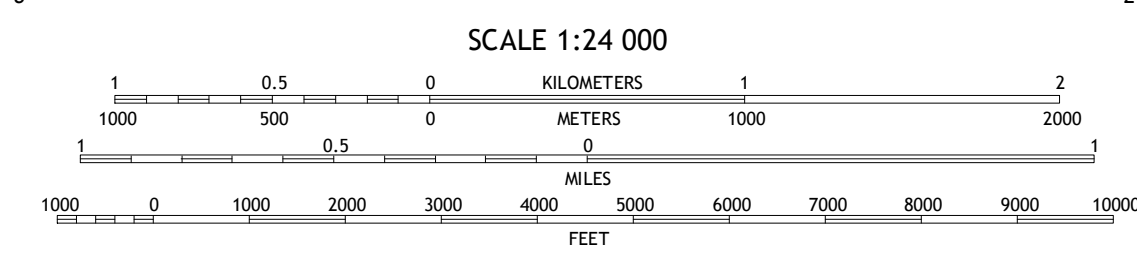 SCALE 1:24 000
1 0.5 0 KILOMETERS 1 2
1000 500 0 METERS 1000 2000
1 0.5 0 1
MILES
1000 0 1000 2000 3000 4000 5000 6000 7000 8000 9000 10000
FEET